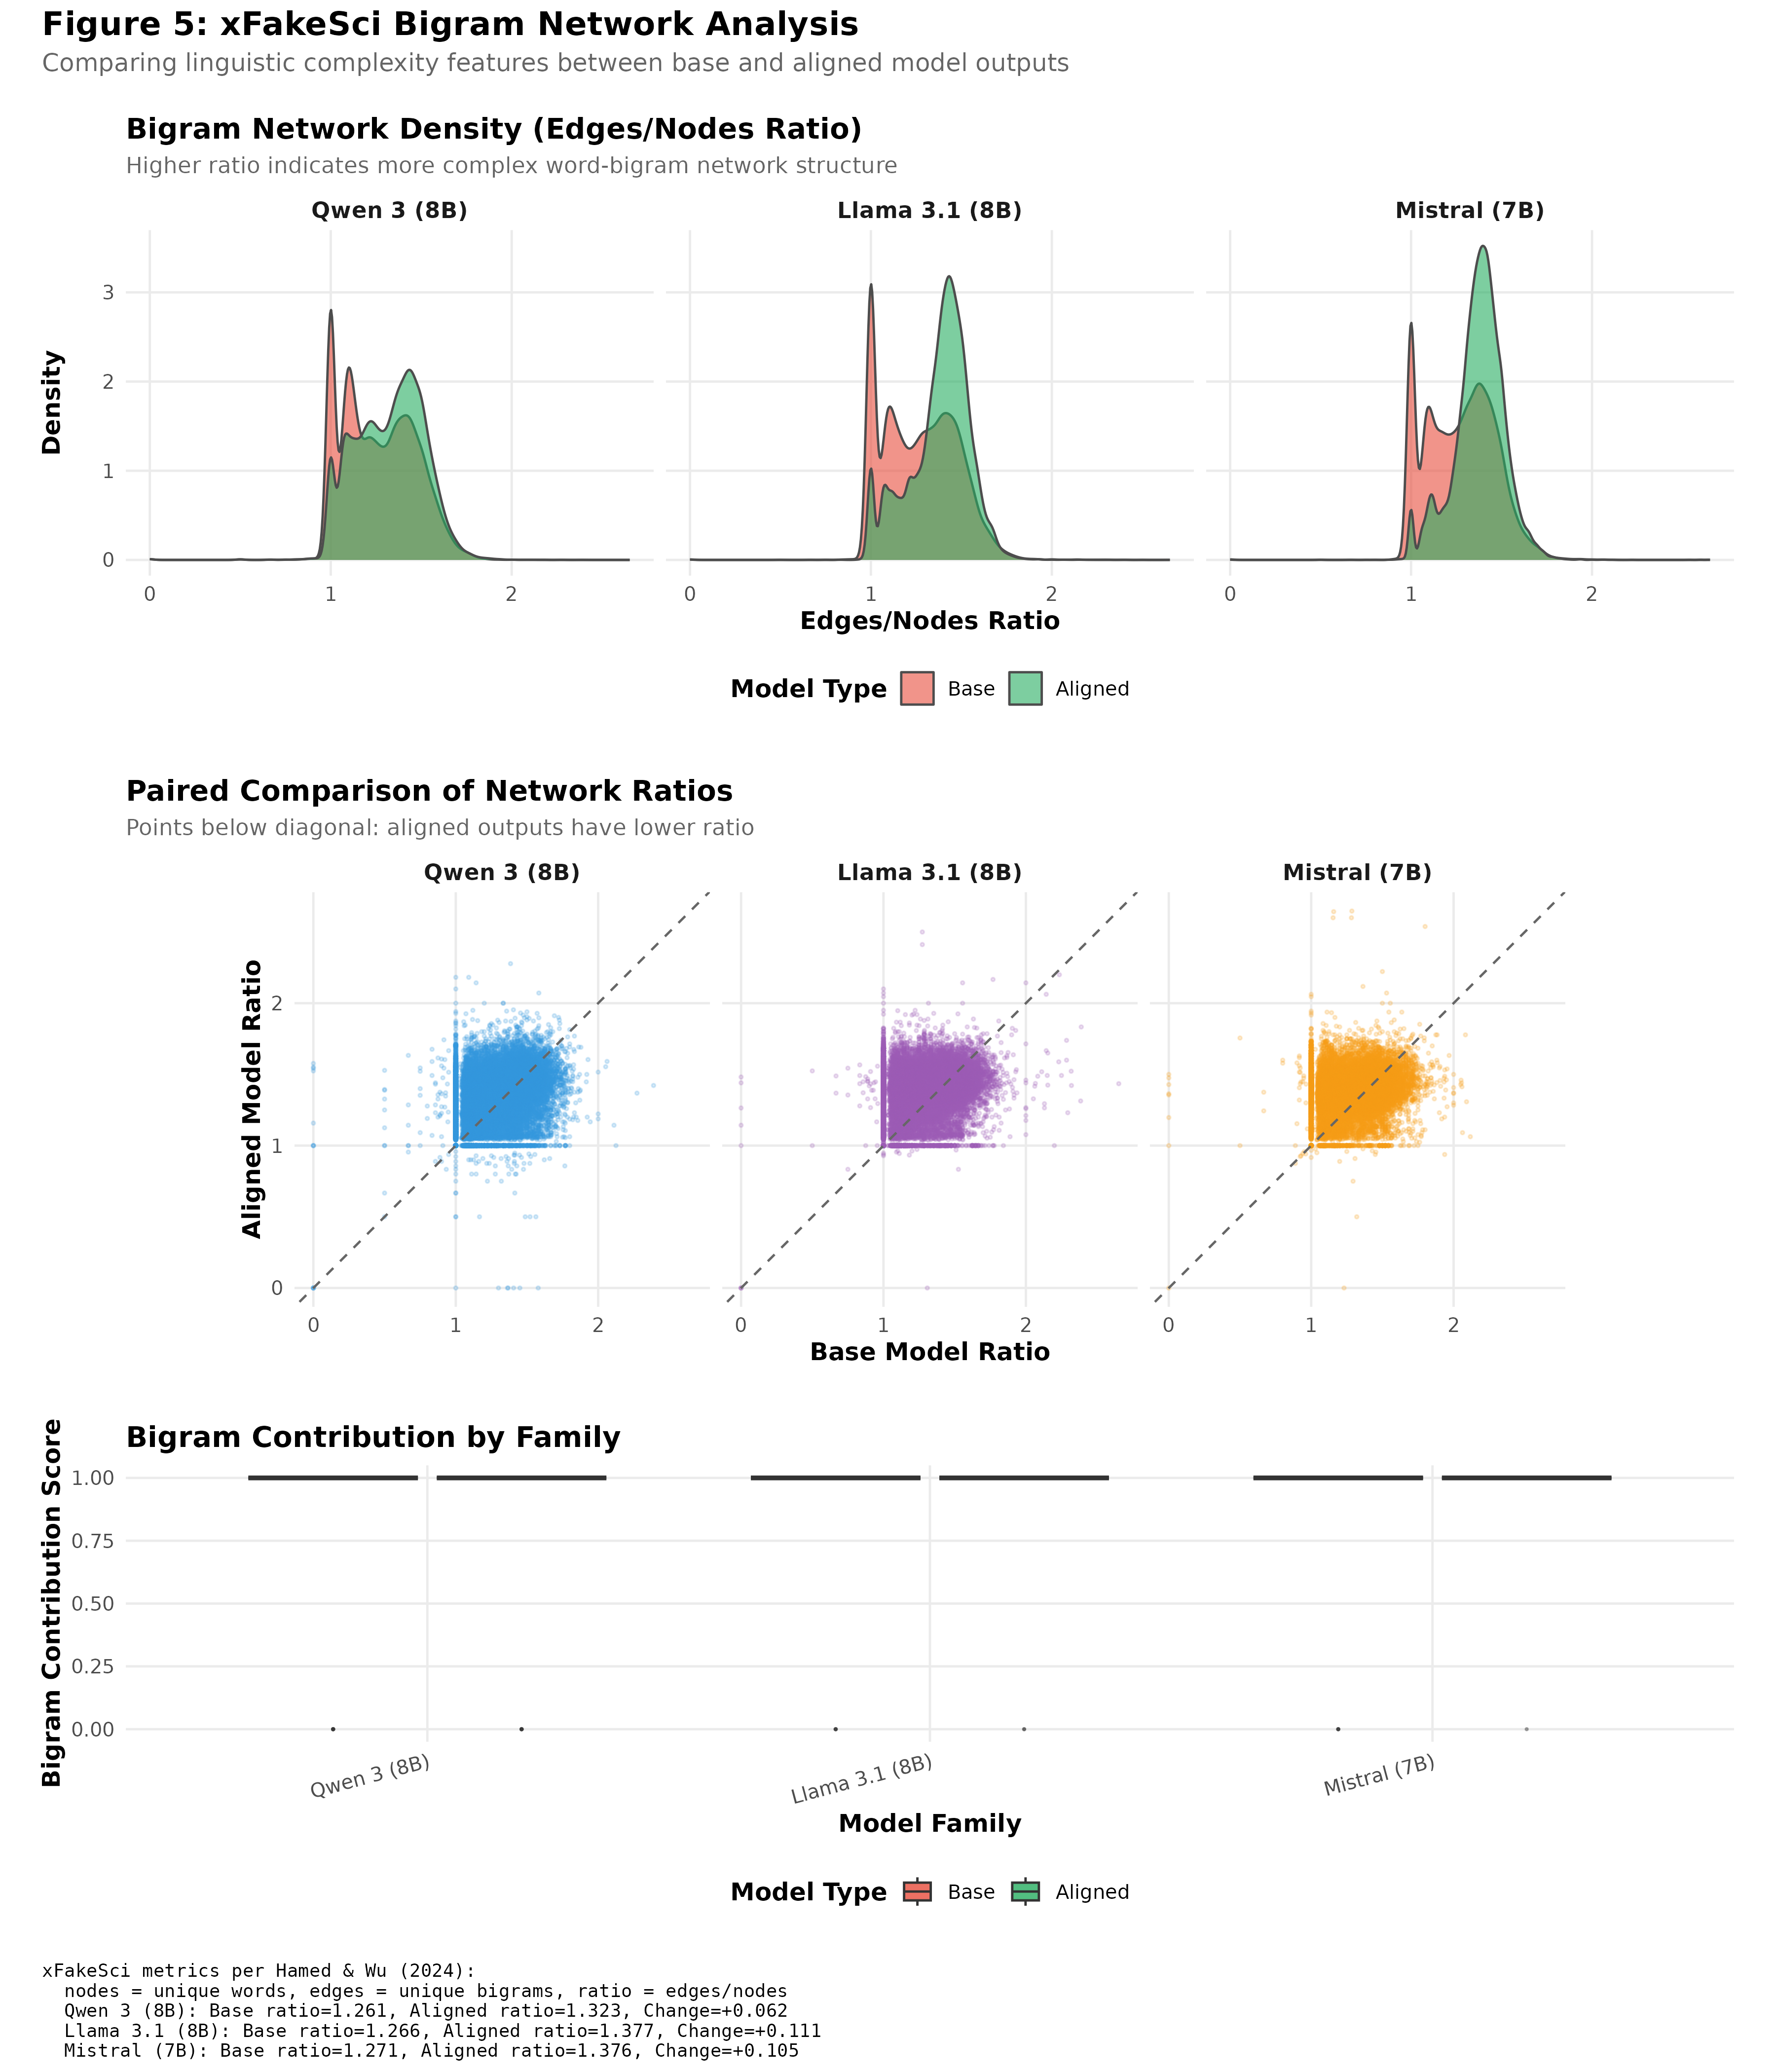 Figure 5: xFakeSci Bigram Network Analysis
Comparing linguistic complexity features between base and aligned model outputs
Bigram Network Density (Edges/Nodes Ratio)
Higher ratio indicates more complex word-bigram network structure
Qwen 3 (8B) Llama 3.1 (8B) Mistral (7B)
Density
3
2
1
0
0 1 2 0 1 2 0 1 2
Edges/Nodes Ratio
Model Type Base Aligned
Paired Comparison of Network Ratios
Points below diagonal: aligned outputs have lower ratio
Qwen 3 (8B) Llama 3.1 (8B) Mistral (7B)
Aligned Model Ratio
2
1
0
0 1 2 0 1 2 0 1 2
Base Model Ratio
Bigram Contribution by Family
Bigram Contribution Score
1.00
0.75
0.50
0.25
0.00
Qwen 3 (8B) Llama 3.1 (8B) Mistral (7B)
Model Family
Model Type Base Aligned
xFakeSci metrics per Hamed & Wu (2024):
nodes = unique words, edges = unique bigrams, ratio = edges/nodes
Qwen 3 (8B): Base ratio=1.261, Aligned ratio=1.323, Change=+0.062
Llama 3.1 (8B): Base ratio=1.266, Aligned ratio=1.377, Change=+0.111
Mistral (7B): Base ratio=1.271, Aligned ratio=1.376, Change=+0.105